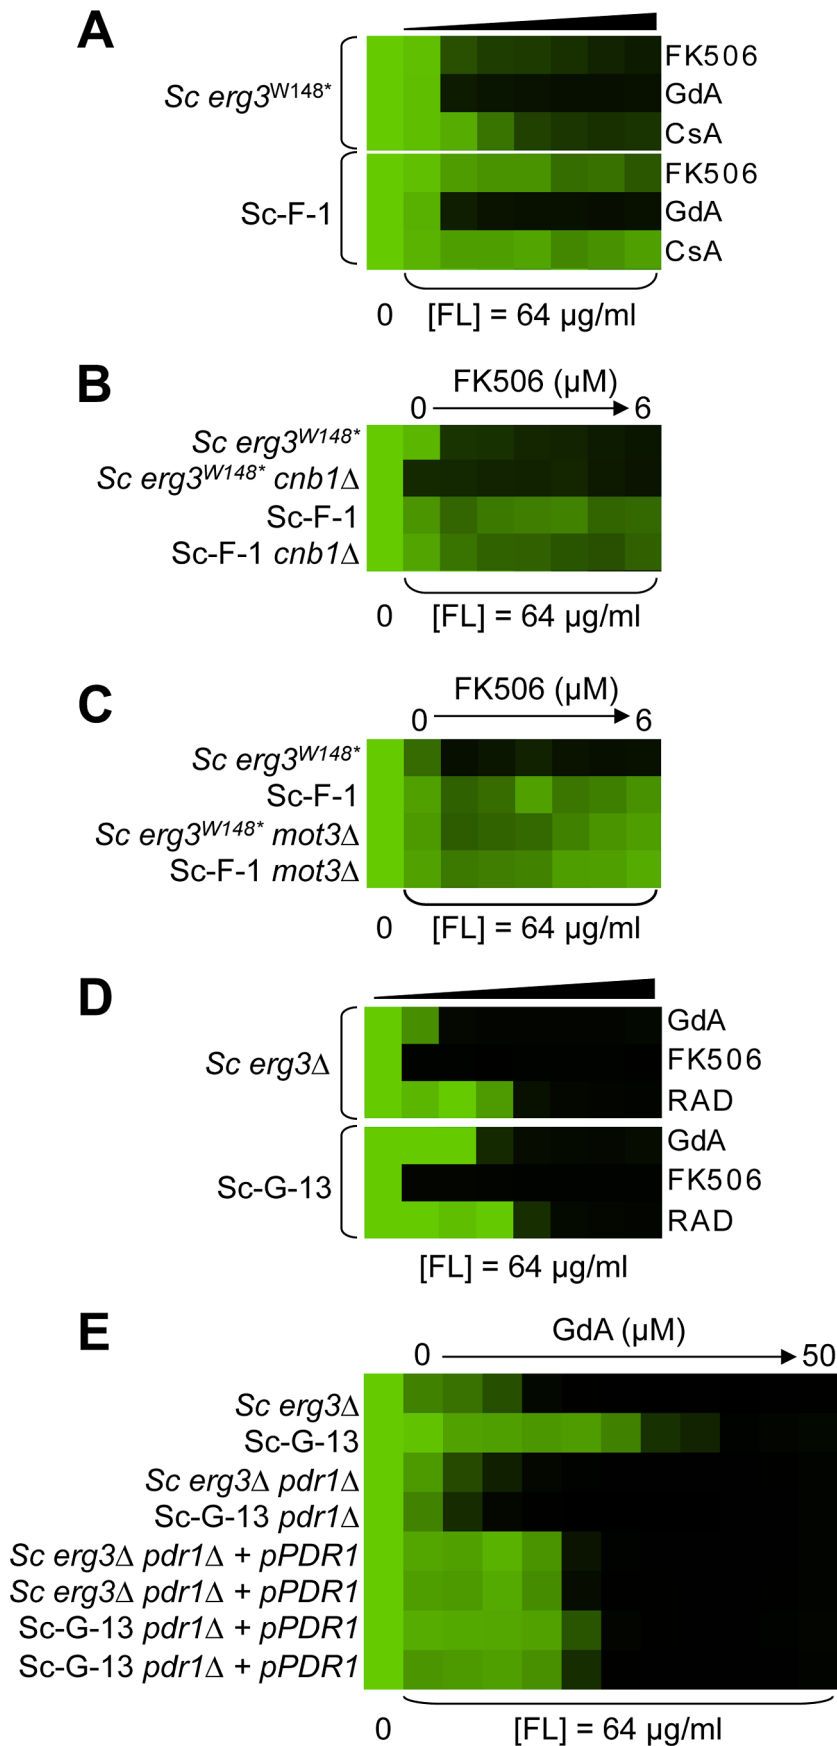 A
Sc erg3W148*
FK506
GdA
CsA
Sc-F-1
FK506
GdA
CsA
0 [FL] = 64 µg/ml
B
FK506 (µM)
0 6
Sc erg3W148*
Sc erg3W148* cnb1Δ
Sc-F-1
Sc-F-1 cnb1Δ
0 [FL] = 64 µg/ml
C
FK506 (µM)
0 6
Sc erg3W148*
Sc-F-1
Sc erg3W148* mot3Δ
Sc-F-1 mot3Δ
0 [FL] = 64 µg/ml
D
Sc erg3Δ
GdA
FK506
RAD
Sc-G-13
GdA
FK506
RAD
[FL] = 64 µg/ml
E
GdA (µM)
0 50
Sc erg3Δ
Sc-G-13
Sc erg3Δ pdr1Δ
Sc-G-13 pdr1Δ
Sc erg3Δ pdr1Δ + pPDR1
Sc erg3Δ pdr1Δ + pPDR1
Sc-G-13 pdr1Δ + pPDR1
Sc-G-13 pdr1Δ + pPDR1
0 [FL] = 64 µg/ml